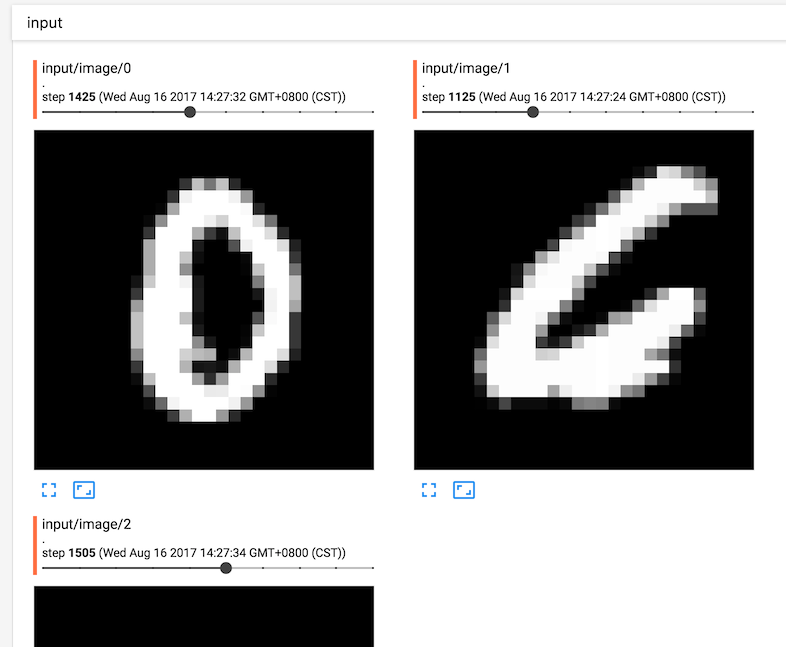 input
input/image/0
.
step 1425 (Wed Aug 16 2017 14:27:32 GMT+0800 (CST))
input/image/1
.
step 1125 (Wed Aug 16 2017 14:27:24 GMT+0800 (CST))
0
6
input/image/2
.
step 1505 (Wed Aug 16 2017 14:27:34 GMT+0800 (CST))